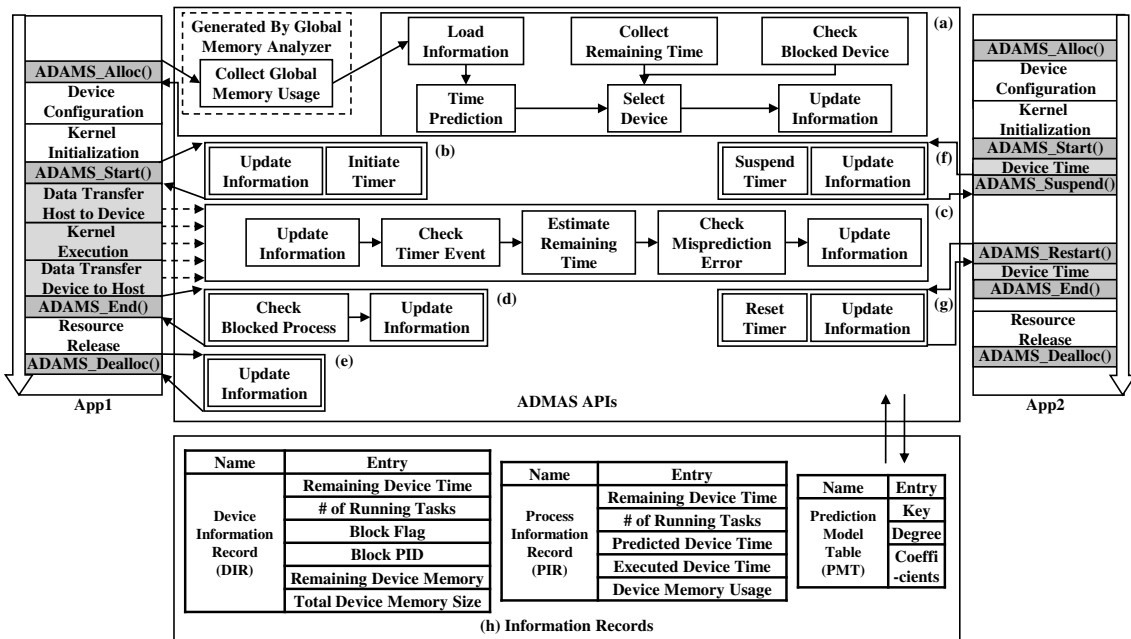 ADAMS_Alloc()
Device
Configuration
Kernel
Initialization
ADAMS_Start()
Data Transfer
Host to Device
Kernel
Execution
Data Transfer
Device to Host
ADAMS_End()
Resource
Release
ADAMS_Dealloc()
App1
Generated By Global
Memory Analyzer
Collect Global
Memory Usage
(a)
Load
Information
Collect
Remaining Time
Check
Blocked Device
Time
Prediction
Select
Device
Update
Information
(b)
Update
Information
Initiate
Timer
(f)
Suspend
Timer
Update
Information
(c)
Update
Information
Check
Timer Event
Estimate
Remaining
Time
Check
Misprediction
Error
Update
Information
(d)
Check
Blocked Process
Update
Information
(g)
Reset
Timer
Update
Information
(e)
Update
Information
ADMAS APIs
ADAMS_Alloc()
Device
Configuration
Kernel
Initialization
ADAMS_Start()
Device Time
ADAMS_Suspend()
ADAMS_Restart()
Device Time
ADAMS_End()
Resource
Release
ADAMS_Dealloc()
App2
Name
Entry
Device
Information
Record
(DIR)
Remaining Device Time
# of Running Tasks
Block Flag
Block PID
Remaining Device Memory
Total Device Memory Size
Name
Entry
Process
Information
Record
(PIR)
Remaining Device Time
# of Running Tasks
Predicted Device Time
Executed Device Time
Device Memory Usage
Name
Entry
Prediction
Model
Table
(PMT)
Key
Degree
Coeffi
-cients
(h) Information Records